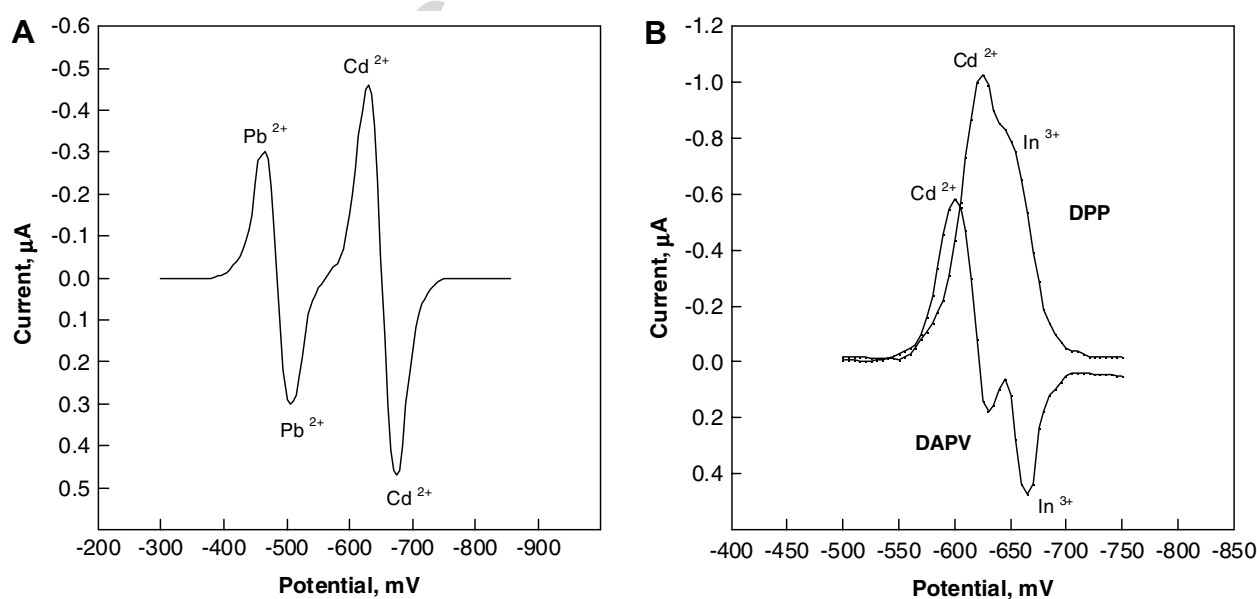 A
-0.6
-0.5
-0.4
-0.3
-0.2
-0.1
0.0
0.1
0.2
0.3
0.4
0.5
Current, µA
Cd 2+
Pb 2+
Pb 2+
Cd 2+
-200 -300 -400 -500 -600 -700 -800 -900
Potential, mV
B
-1.2
-1.0
-0.8
-0.6
-0.4
-0.2
0.0
0.2
0.4
Current, µA
Cd 2+
In 3+
Cd 2+
DPP
DAPV
In 3+
-400 -450 -500 -550 -600 -650 -700 -750 -800 -850
Potential, mV